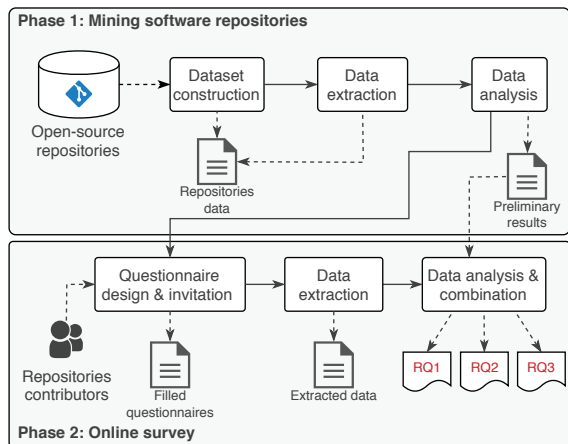 Phase 1: Mining software repositories
Dataset
construction
Data
extraction
Data
analysis
Open-source
repositories
Repositories
data
Preliminary
results
Questionnaire
design & invitation
Data
extraction
Data analysis &
combination
Repositories
contributors
Filled
questionnaires
Extracted data
RQ1
RQ2
RQ3
Phase 2: Online survey